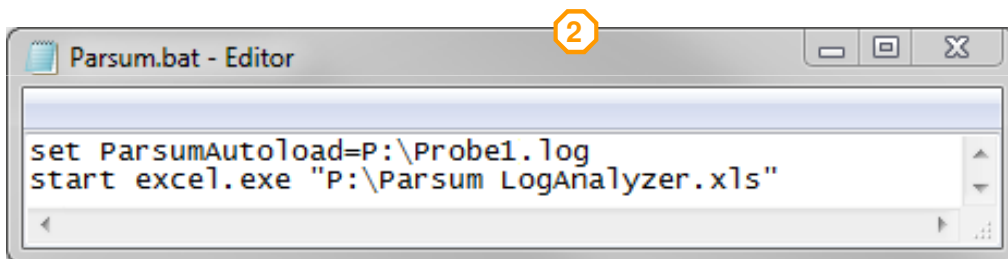 2
Parsum.bat - Editor
set ParsumAutoload=P:\Probe1.log
start excel.exe "P:\Parsum LogAnalyzer.xls"